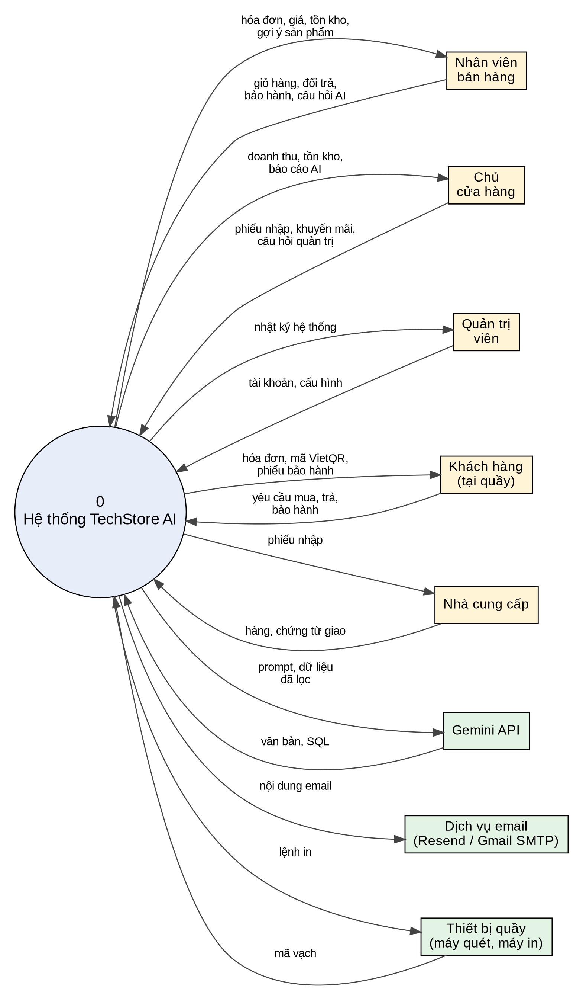 hóa đơn, giá, tồn kho,
gợi ý sản phẩm
Nhân viên
bán hàng
giỏ hàng, đổi trả,
bảo hành, câu hỏi AI
doanh thu, tồn kho,
báo cáo AI
Chủ
cửa hàng
phiếu nhập, khuyến mãi,
câu hỏi quản trị
nhật ký hệ thống
Quản trị
viên
tài khoản, cấu hình
hóa đơn, mã VietQR,
phiếu bảo hành
Khách hàng
(tại quầy)
yêu cầu mua, trả,
bảo hành
0
Hệ thống TechStore AI
phiếu nhập
Nhà cung cấp
hàng, chứng từ giao
prompt, dữ liệu
đã lọc
Gemini API
văn bản, SQL
nội dung email
Dịch vụ email
(Resend / Gmail SMTP)
lệnh in
Thiết bị quầy
(máy quét, máy in)
mã vạch